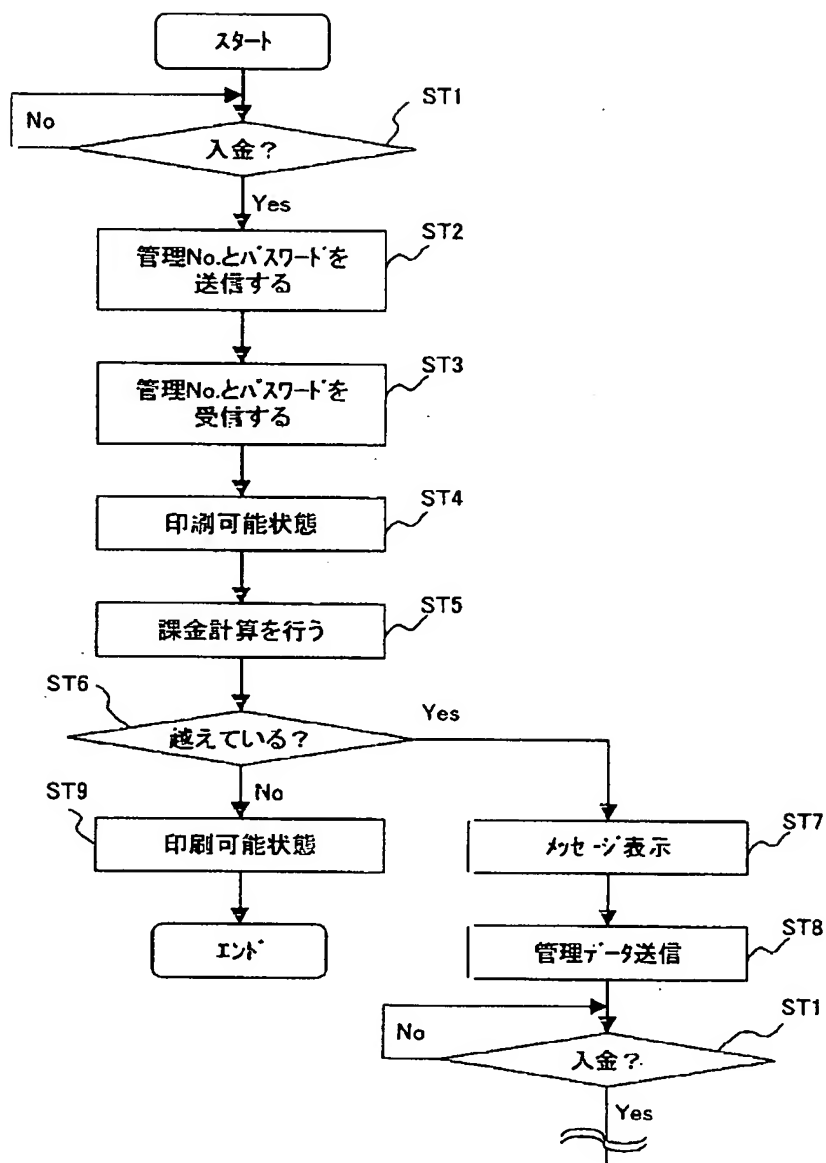 スタート
No
ST1
入金?
Yes
ST2
管理No.とパスワードを
送信する
ST3
管理No.とパスワードを
受信する
ST4
印刷可能状態
ST5
課金計算を行う
ST6
Yes
越えている?
No
ST9
印刷可能状態
ST7
メッセージ表示
エンド
ST8
管理データ送信
ST1
No
入金?
Yes